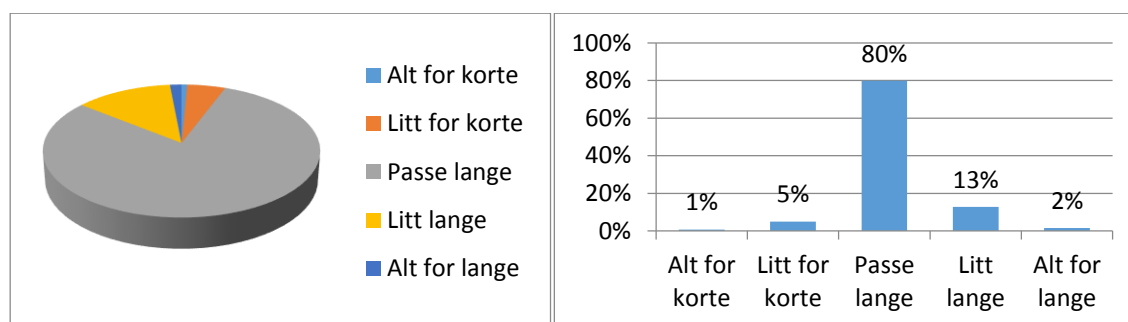 Alt for korte
Litt for korte
Passe lange
Litt lange
Alt for lange
100%
80%
60%
40%
20%
0%
1%
5%
80%
13%
2%
Alt for korte
Litt for korte
Passe lange
Litt lange
Alt for lange